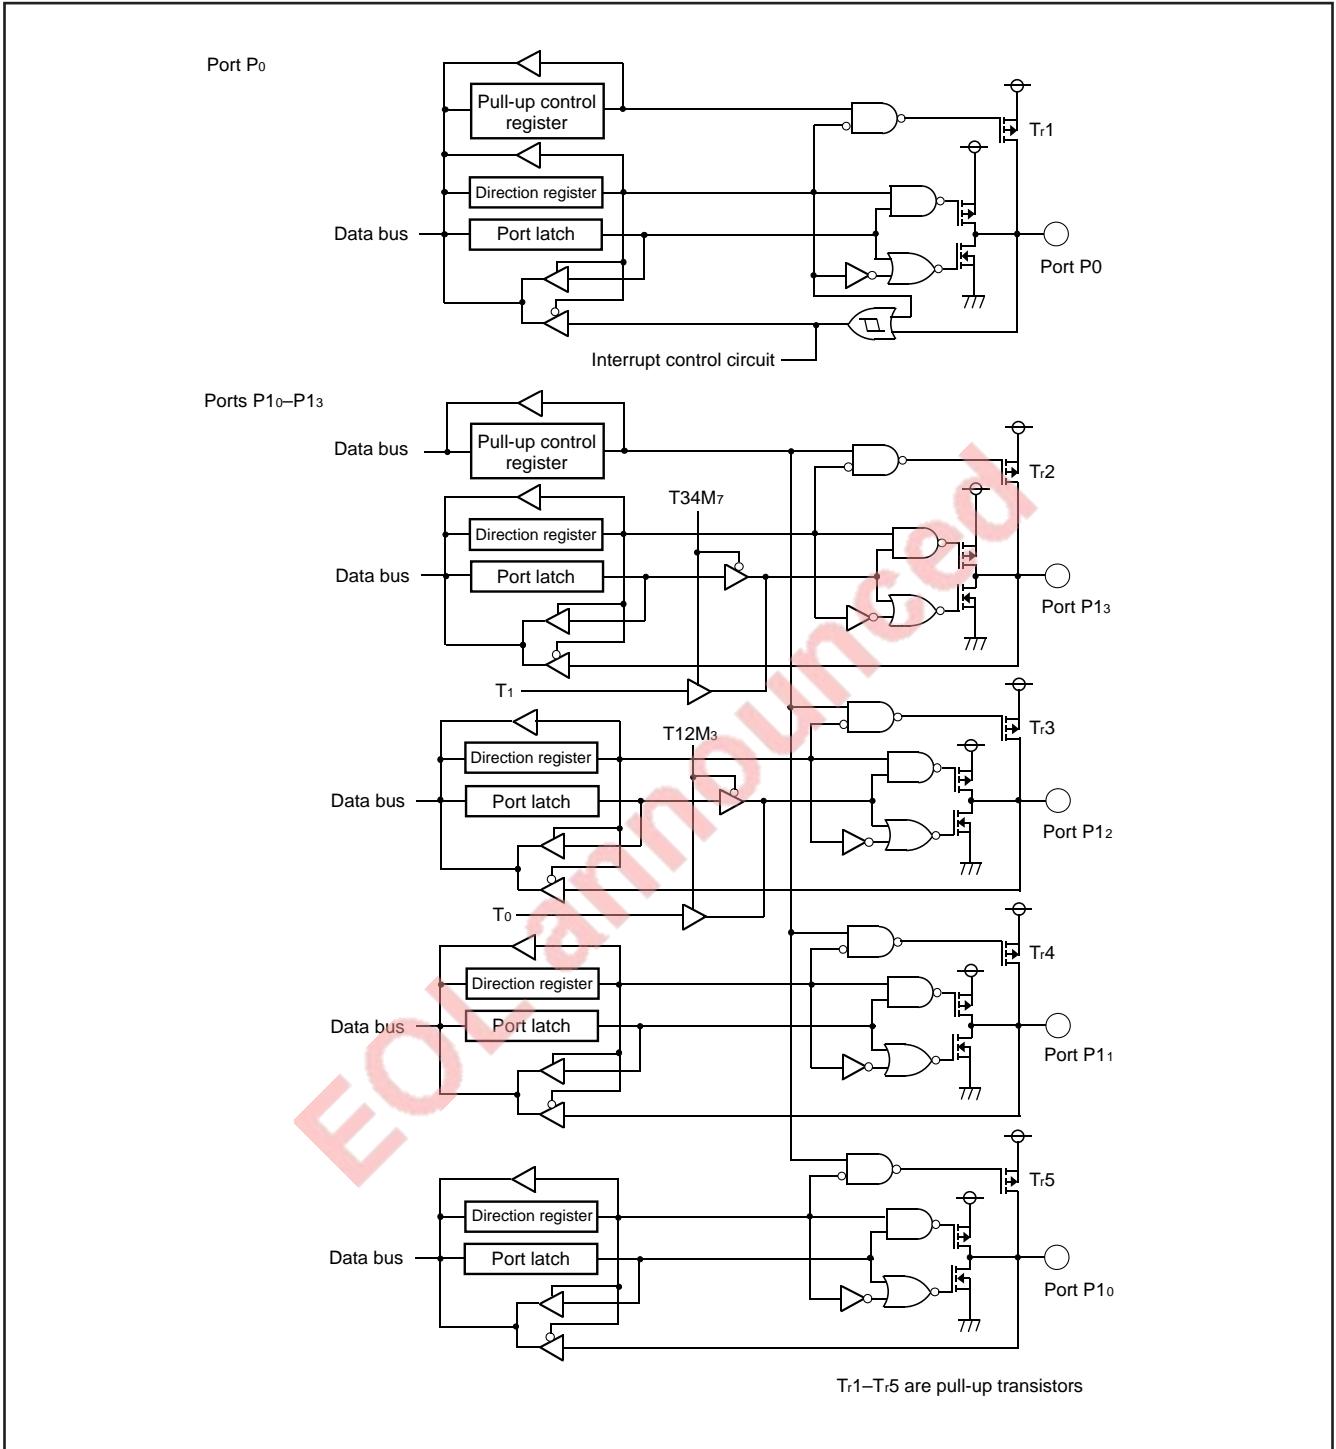 Port P0
Pull-up control
register
Tr1
Direction register
Data bus
Port latch
Port P0
Interrupt control circuit
Ports P10–P13
Data bus
Pull-up control
register
Tr2
T34M7
Direction register
Data bus
Port latch
Port P13
T1
T12M3
Tr3
Direction register
Data bus
Port latch
Port P12
T0
Tr4
Direction register
Data bus
Port latch
Port P11
Tr5
Direction register
Data bus
Port latch
Port P10
Tr1–Tr5 are pull-up transistors
EOL announced